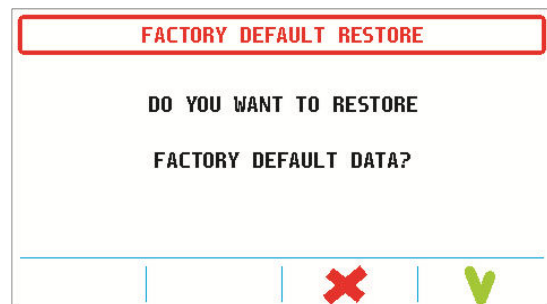 FACTORY DEFAULT RESTORE
DO YOU WANT TO RESTORE
FACTORY DEFAULT DATA?